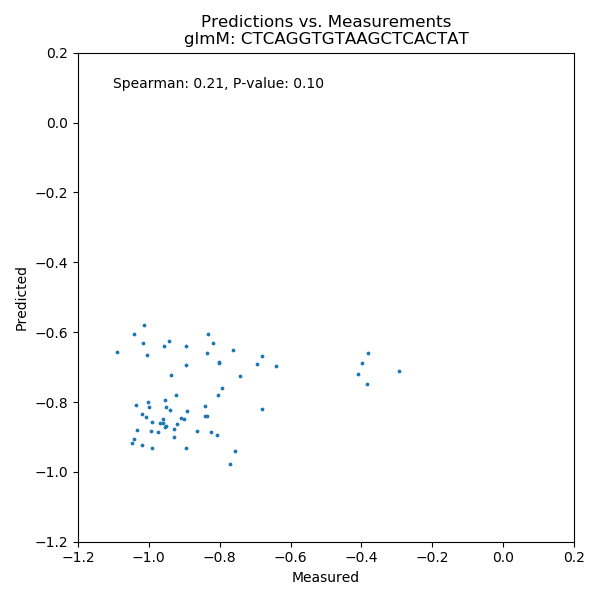 Predictions vs. Measurements
glmM: CTCAGGTGTAAGCTCACTAT
Spearman: 0.21, P-value: 0.10
0.2
0.0
−0.2
−0.4
−0.6
−0.8
−1.0
−1.2
Predicted
−1.2 −1.0 −0.8 −0.6 −0.4 −0.2 0.0 0.2
Measured